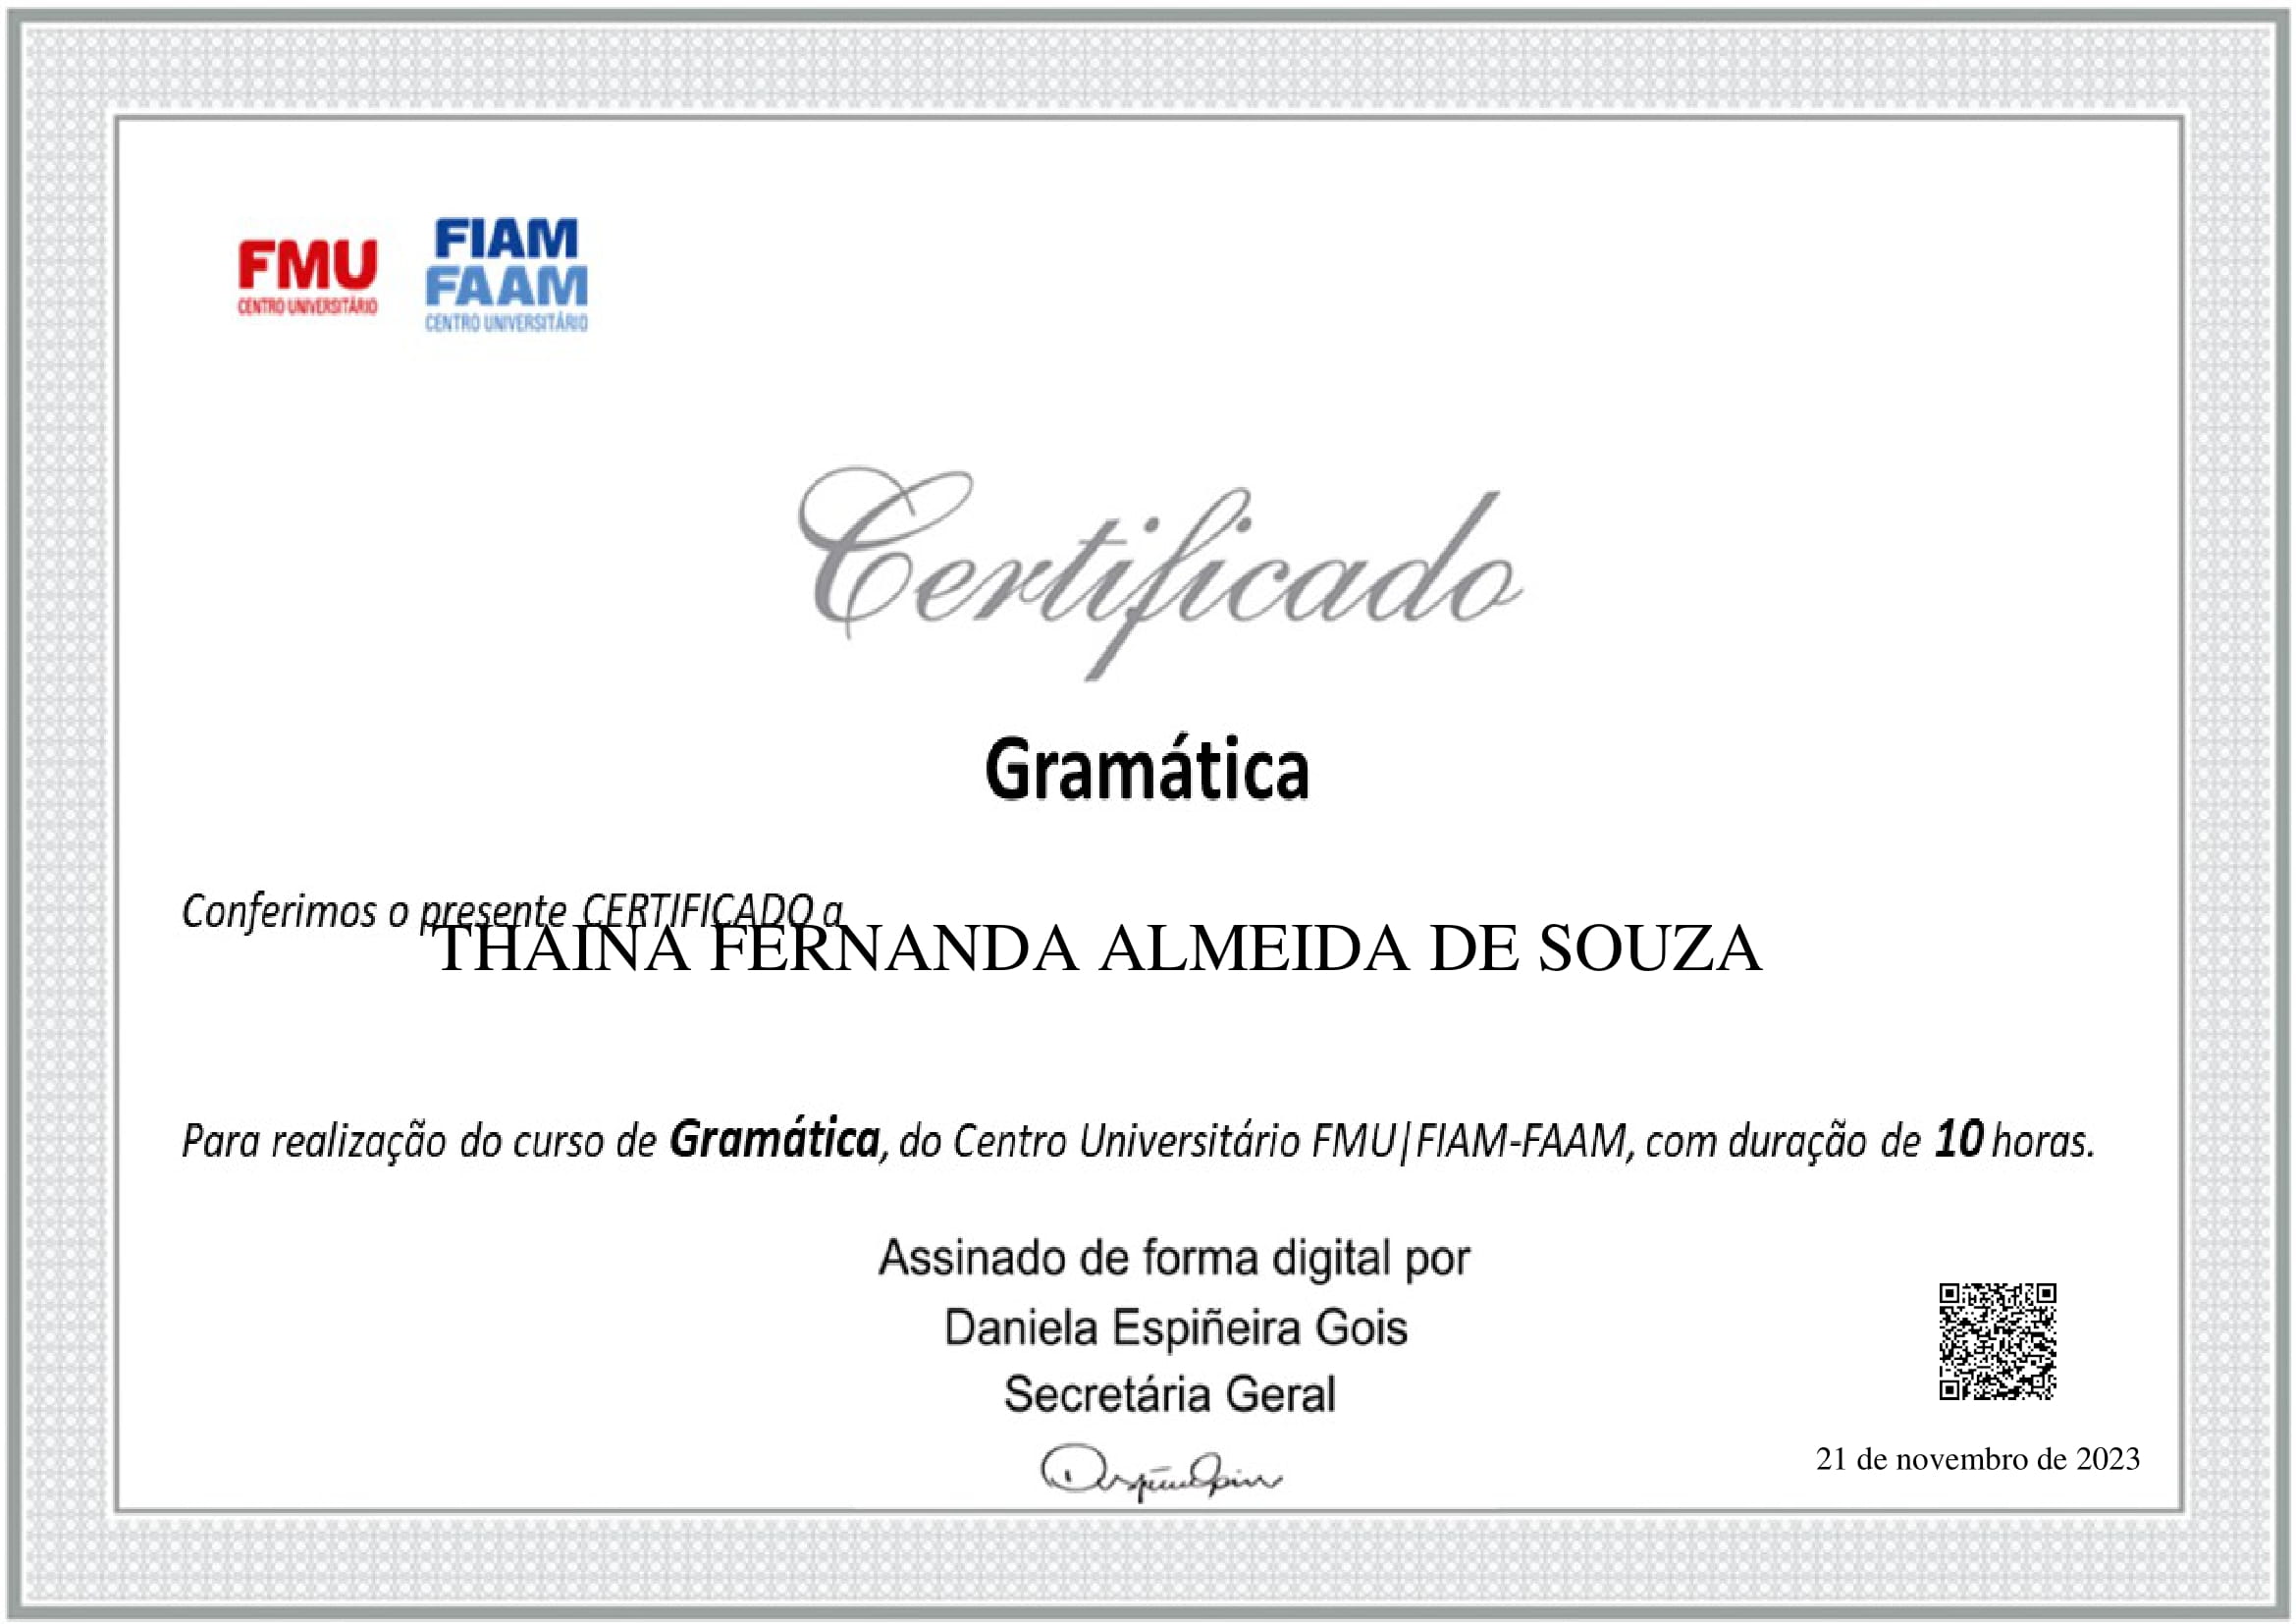 FMU
CENTRO UNIVERSITÁRIO
FIAM
FAAM
CENTRO UNIVERSITÁRIO
Certificado
Gramática
Conferimos o presente CERTIFICADO a
THAINA FERNANDA ALMEIDA DE SOUZA
Para realização do curso de Gramática, do Centro Universitário FMU|FIAM-FAAM, com duração de 10 horas.
Assinado de forma digital por
Daniela Espiñeira Gois
Secretária Geral
21 de novembro de 2023